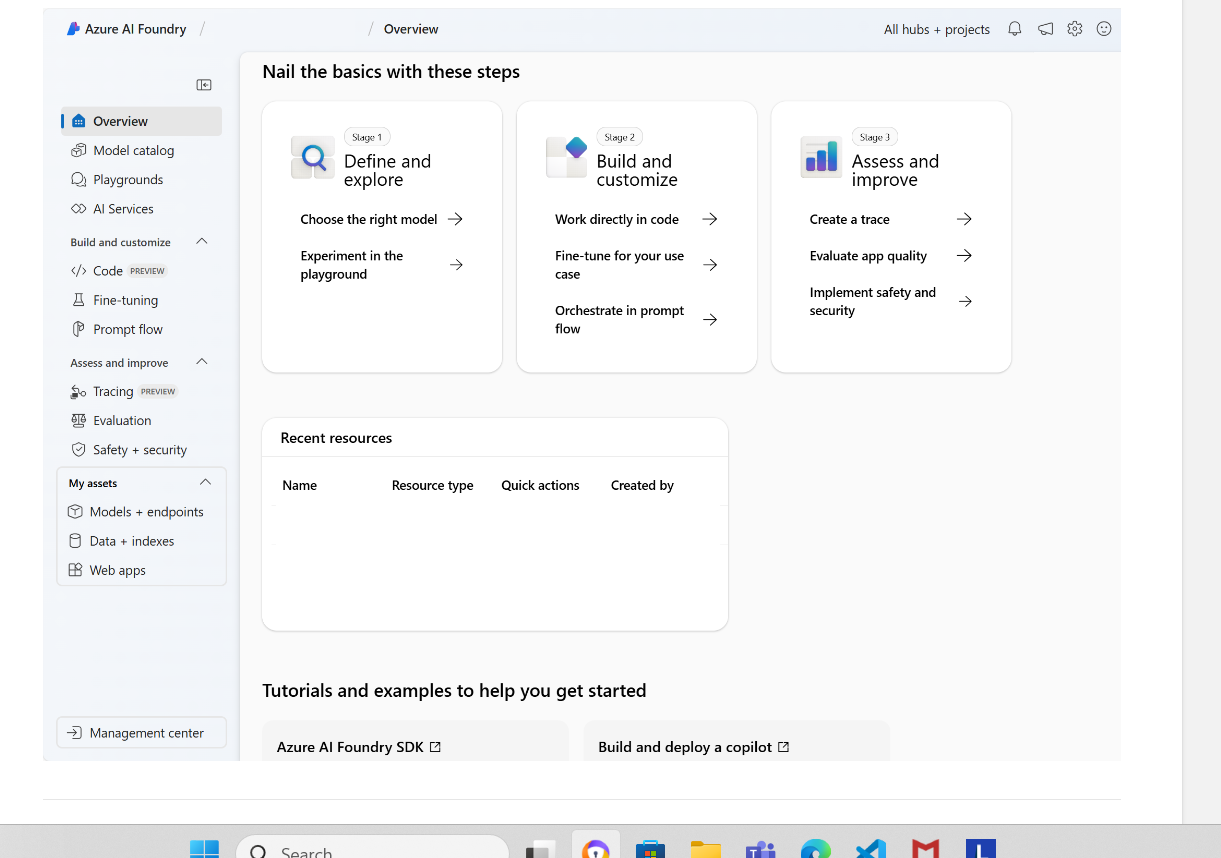 Azure AI Foundry / / Overview
All hubs + projects
Overview
Model catalog
Playgrounds
AI Services
Build and customize
Code PREVIEW
Fine-tuning
Prompt flow
Assess and improve
Tracing PREVIEW
Evaluation
Safety + security
My assets
Models + endpoints
Data + indexes
Web apps
Management center
Nail the basics with these steps
Stage 1
Define and
explore
Choose the right model
Experiment in the
playground
Stage 2
Build and
customize
Work directly in code
Fine-tune for your use
case
Orchestrate in prompt
flow
Stage 3
Assess and
improve
Create a trace
Evaluate app quality
Implement safety and
security
Recent resources
Name Resource type Quick actions Created by
Tutorials and examples to help you get started
Azure AI Foundry SDK
Build and deploy a copilot
Search